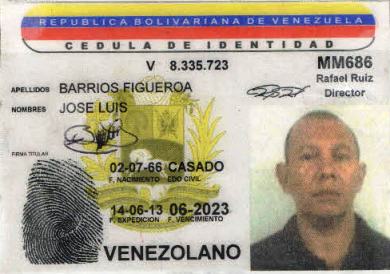 REPUBLICA BOLIVARIANA DE VENEZUELA
CEDULA DE IDENTIDAD
V 8.335.723
MM686
Rafael Ruiz
Director
APELLIDOS BARRIOS FIGUEROA
NOMBRES JOSE LUIS
FIRMA TITULAR
02-07-66 CASADO
F. NACIMIENTO EDO CIVIL
14-06-13 06-2023
F. EXPEDICION F. VENCIMIENTO
VENEZOLANO